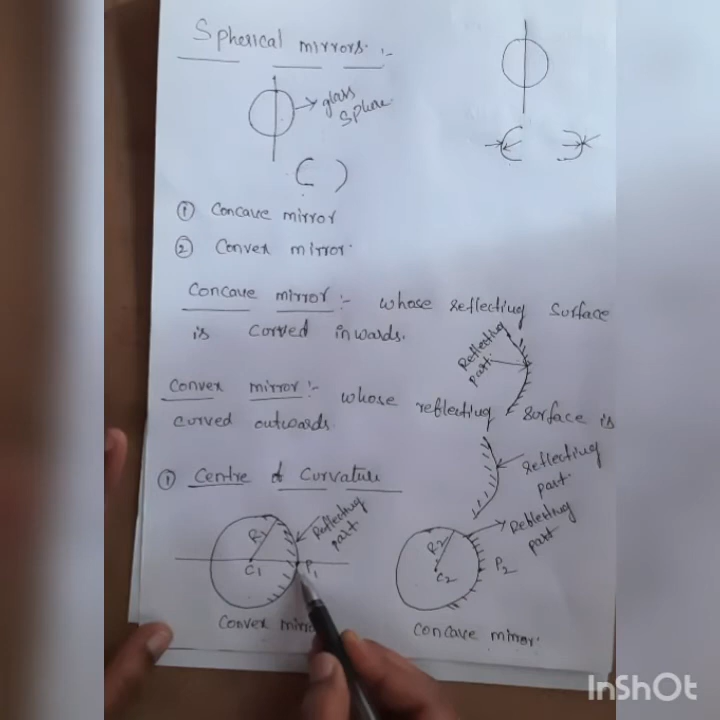 Spherical mirrors :-
glass
sphere.
① Concave mirror
② Convex mirror.
Concave mirror :- whose reflecting surface
is corved inwards.
Reflecting
part.
Convex mirror :- whose reflecting surface is
curved outwards.
Reflecting
part.
① Centre of Curvature
Reflecting
part
R1
C1
P1
Convex mirro
Reflecting
part
R2
C2
P2
Concave mirror.
InShOt